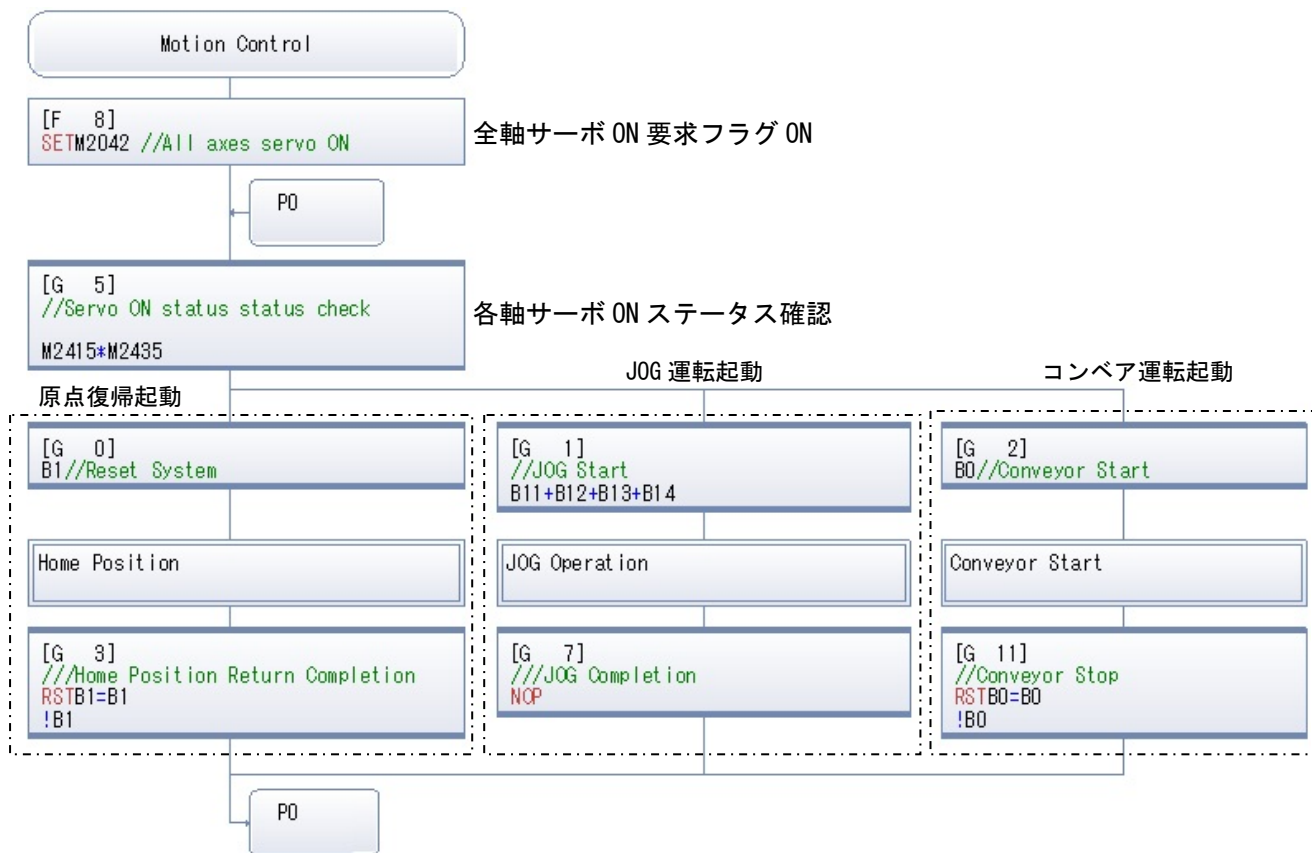 Motion Control
[F 8]
SETM2042 //All axes servo ON
全軸サーボ ON 要求フラグ ON
P0
[G 5]
//Servo ON status status check
M2415*M2435
各軸サーボ ON ステータス確認
原点復帰起動
JOG 運転起動
コンベア運転起動
[G 0]
B1//Reset System
[G 1]
//JOG Start
B11+B12+B13+B14
[G 2]
B0//Conveyor Start
Home Position
JOG Operation
Conveyor Start
[G 3]
///Home Position Return Completion
RSTB1=B1
!B1
[G 7]
///JOG Completion
NOP
[G 11]
//Conveyor Stop
RSTB0=B0
!B0
P0